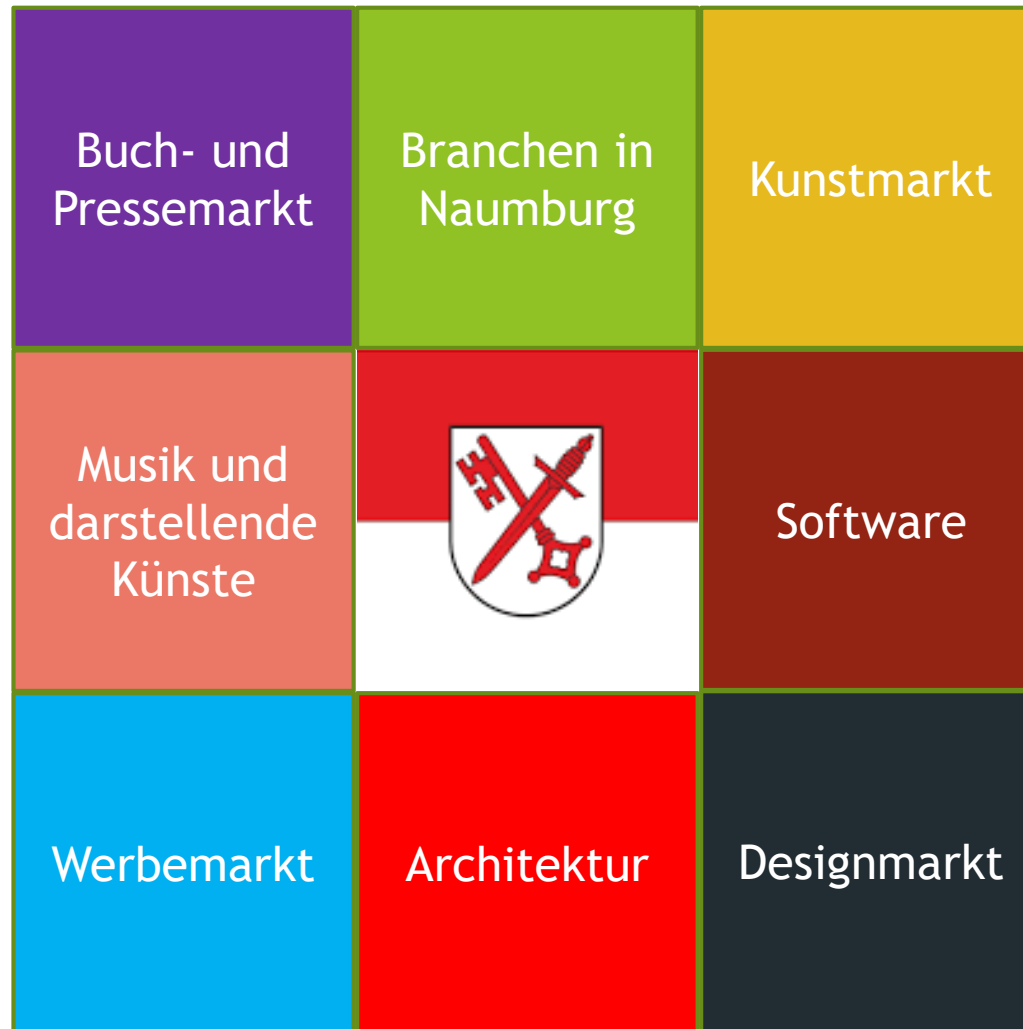 Buch- und
Pressemarkt
Branchen in
Naumburg
Kunstmarkt
Musik und
darstellende
Künste
Software
Werbemarkt
Architektur
Designmarkt